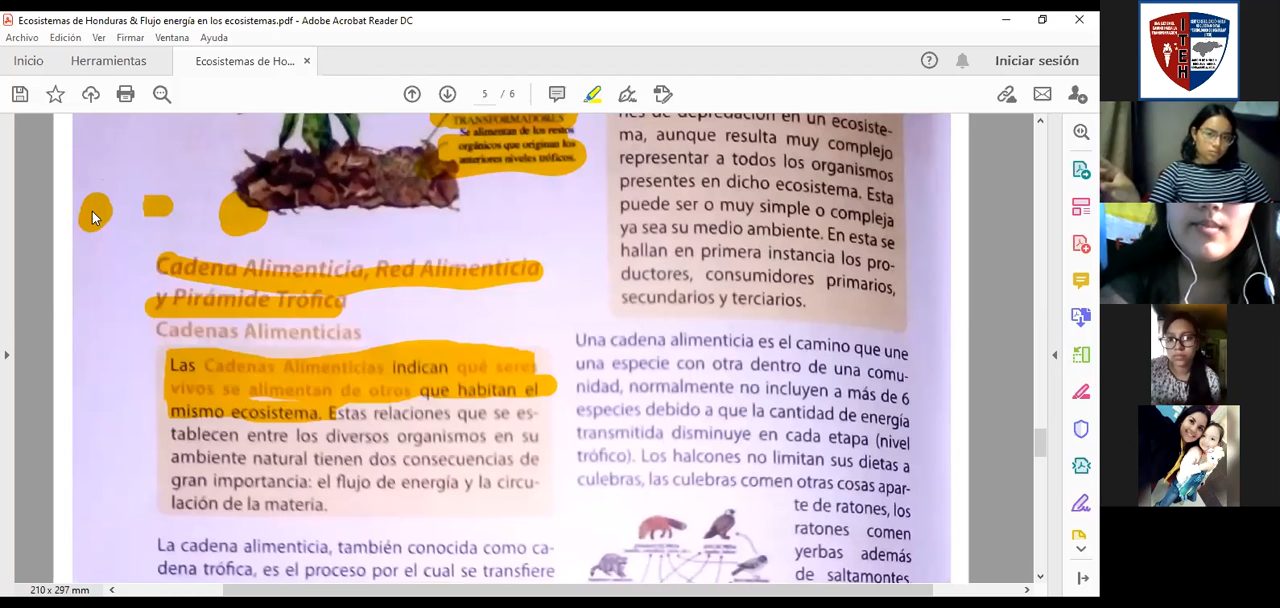 Ecosistemas de Honduras & Flujo energía en los ecosistemas.pdf - Adobe Acrobat Reader DC
Archivo Edición Ver Firmar Ventana Ayuda
Inicio Herramientas Ecosistemas de Ho... × Iniciar sesión
5 / 6
TRANSFORMADORES
Se alimentan de los restos
orgánicos que originan los
anteriores niveles tróficos.
Cadena Alimenticia, Red Alimenticia
y Pirámide Trófica
Cadenas Alimenticias
Las Cadenas Alimenticias indican qué seres
vivos se alimentan de otros que habitan el
mismo ecosistema. Estas relaciones que se es-
tablecen entre los diversos organismos en su
ambiente natural tienen dos consecuencias de
gran importancia: el flujo de energía y la circu-
lación de la materia.
La cadena alimenticia, también conocida como ca-
dena trófica, es el proceso por el cual se transfiere
nes de depredación en un ecosiste-
ma, aunque resulta muy complejo
representar a todos los organismos
presentes en dicho ecosistema. Esta
puede ser o muy simple o compleja
ya sea su medio ambiente. En esta se
hallan en primera instancia los pro-
ductores, consumidores primarios,
secundarios y terciarios.
Una cadena alimenticia es el camino que une
una especie con otra dentro de una comu-
nidad, normalmente no incluyen a más de 6
especies debido a que la cantidad de energía
transmitida disminuye en cada etapa (nivel
trófico). Los halcones no limitan sus dietas a
culebras, las culebras comen otras cosas apar-
te de ratones, los
ratones comen
yerbas además
de saltamontes
210 x 297 mm
ITEH